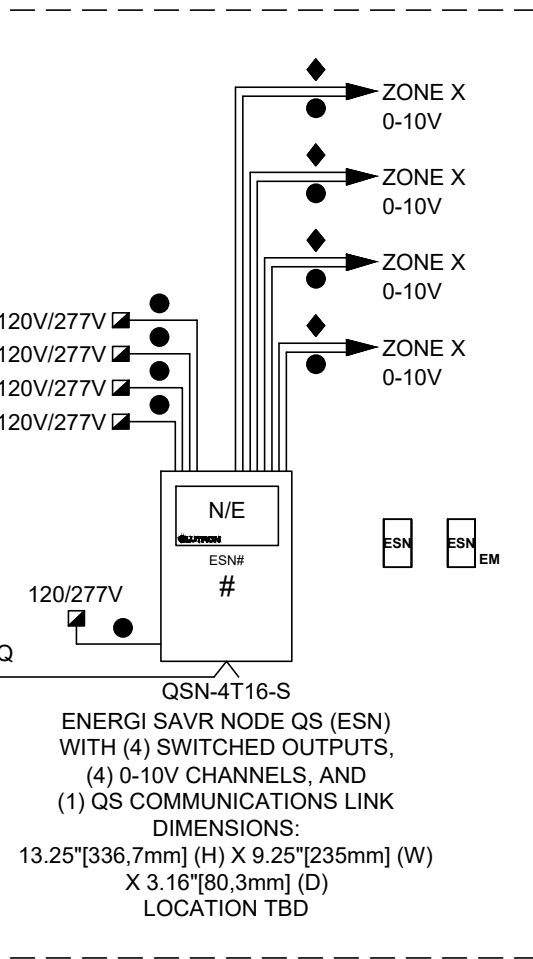 ZONE X
0-10V
ZONE X
0-10V
ZONE X
0-10V
ZONE X
0-10V
120V/277V
120V/277V
120V/277V
120V/277V
N/E
LUTRON
ESN#
#
ESN
ESN
EM
120/277V
Q
QSN-4T16-S
ENERGI SAVR NODE QS (ESN)
WITH (4) SWITCHED OUTPUTS,
(4) 0-10V CHANNELS, AND
(1) QS COMMUNICATIONS LINK
DIMENSIONS:
13.25"[336,7mm] (H) X 9.25"[235mm] (W)
X 3.16"[80,3mm] (D)
LOCATION TBD